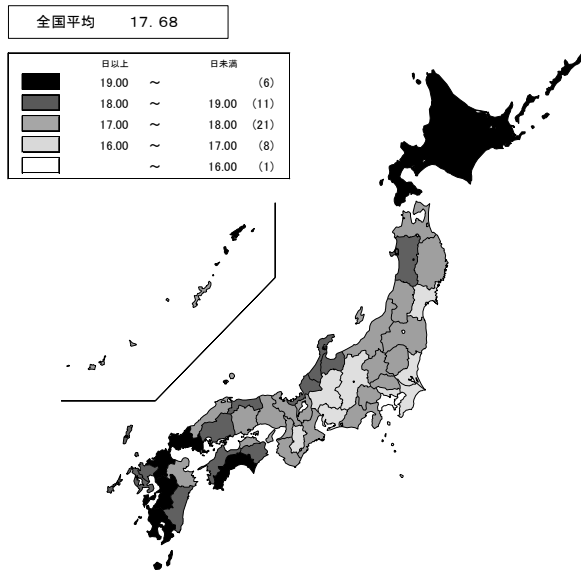 全国平均 17.68
日以上 日未満
19.00 ～ (6)
18.00 ～ 19.00 (11)
17.00 ～ 18.00 (21)
16.00 ～ 17.00 (8)
～ 16.00 (1)